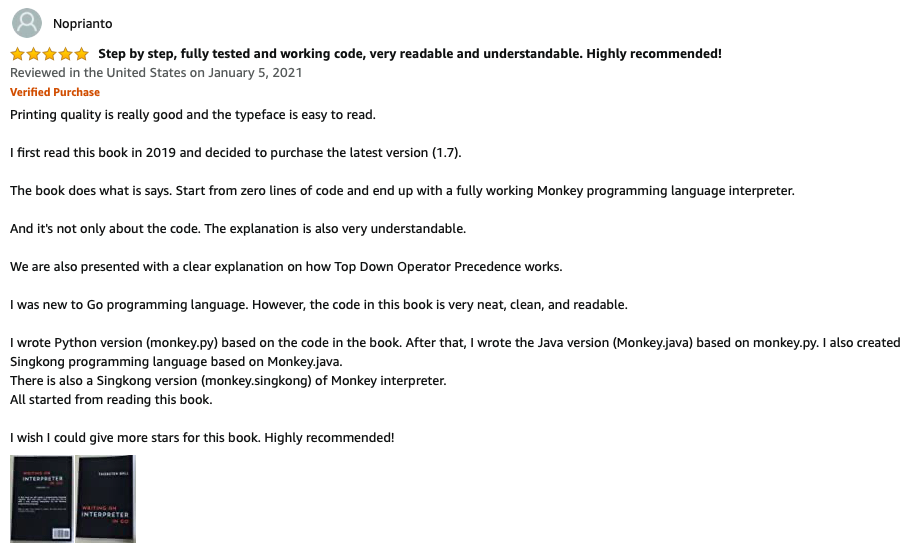 Noprianto
Step by step, fully tested and working code, very readable and understandable. Highly recommended!
Reviewed in the United States on January 5, 2021
Verified Purchase
Printing quality is really good and the typeface is easy to read.
I first read this book in 2019 and decided to purchase the latest version (1.7).
The book does what is says. Start from zero lines of code and end up with a fully working Monkey programming language interpreter.
And it's not only about the code. The explanation is also very understandable.
We are also presented with a clear explanation on how Top Down Operator Precedence works.
I was new to Go programming language. However, the code in this book is very neat, clean, and readable.
I wrote Python version (monkey.py) based on the code in the book. After that, I wrote the Java version (Monkey.java) based on monkey.py. I also created
Singkong programming language based on Monkey.java.
There is also a Singkong version (monkey.singkong) of Monkey interpreter.
All started from reading this book.
I wish I could give more stars for this book. Highly recommended!
WRITING AN
INTERPRETER
IN GO
THORSTEN BALL
WRITING AN
INTERPRETER
IN GO